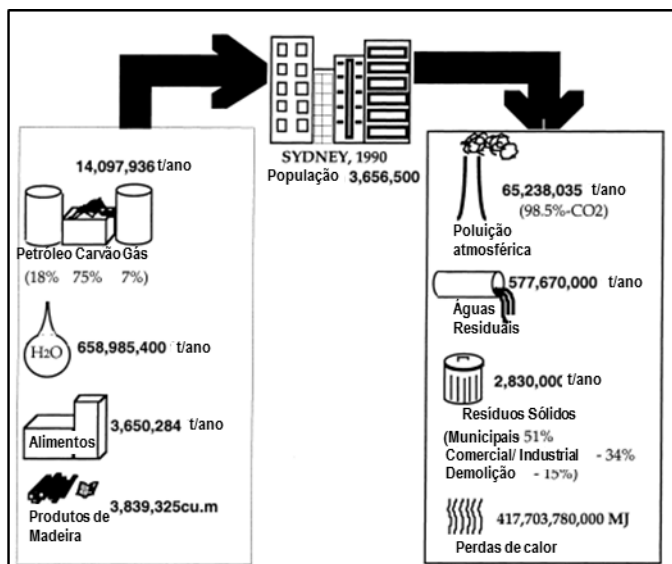 SYDNEY, 1990
População 3,656,500
14,097,936 t/ano
Petróleo Carvão Gás
(18% 75% 7%)
H2O
658,985,400 t/ano
3,650,284 t/ano
Alimentos
3,839,325cu.m
Produtos de
Madeira
65,238,035 t/ano
(98.5%-CO2)
Poluição
atmosférica
577,670,000 t/ano
Águas
Residuais
2,830,000 t/ano
Resíduos Sólidos
(Municipais 51%
Comercial/ Industrial - 34%
Demolição - 15%)
417,703,780,000 MJ
Perdas de calor